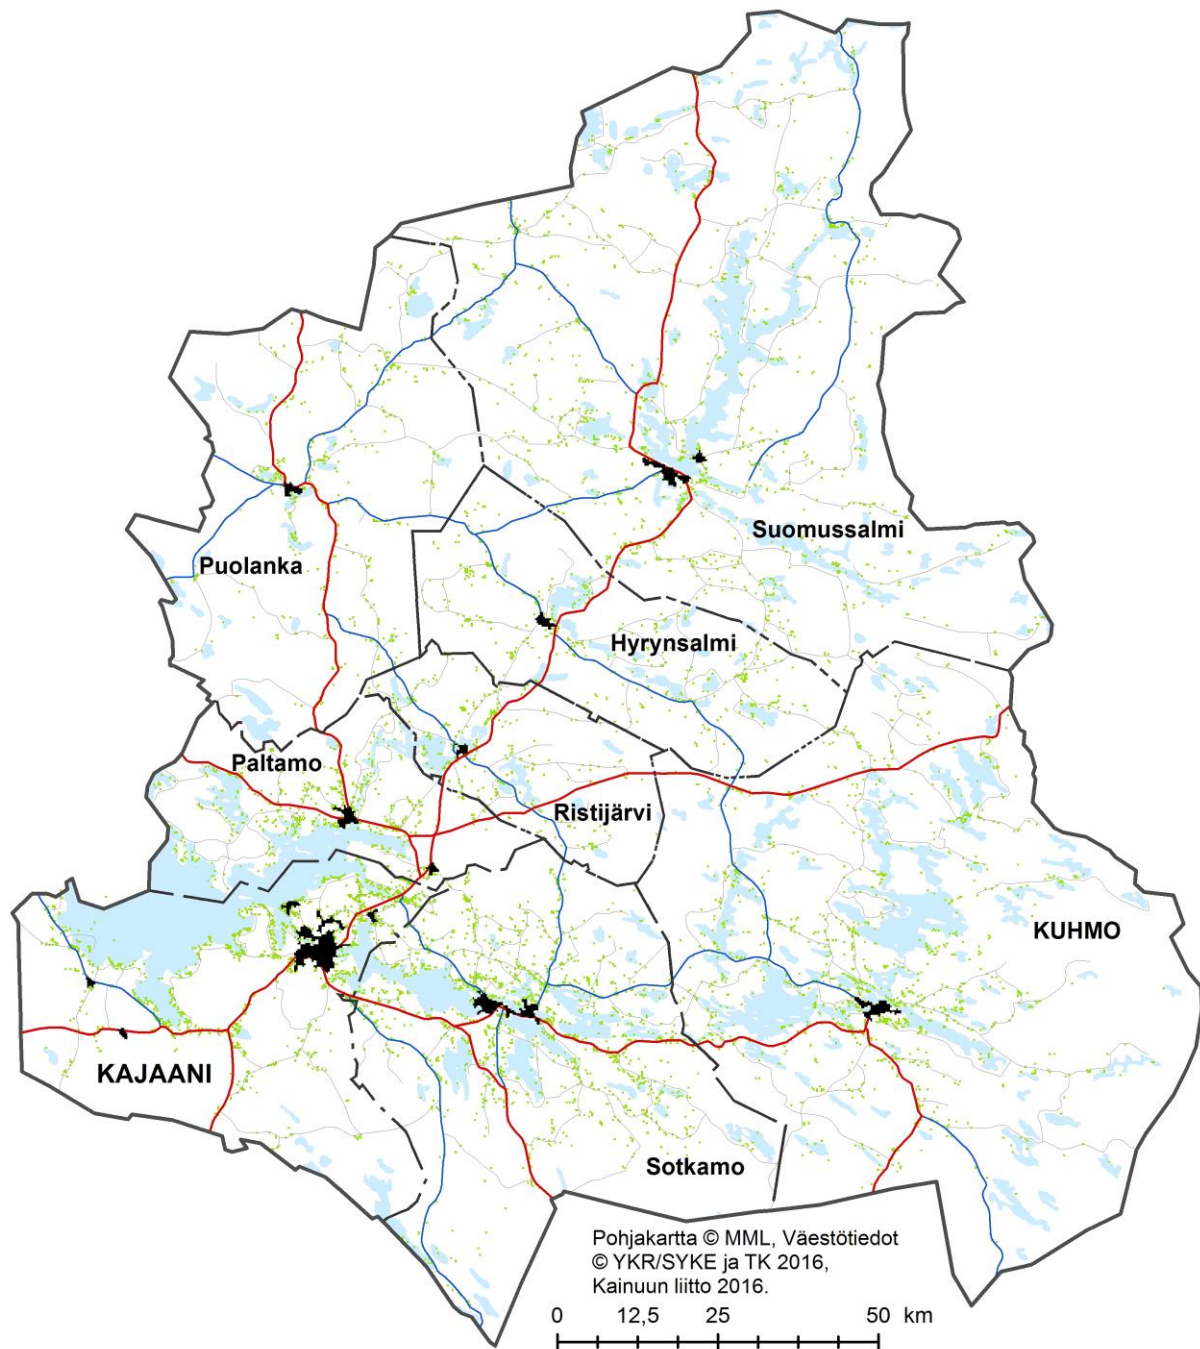 Suomussalmi
Puolanka
Hyrynsalmi
Paltamo
Ristijärvi
KUHMO
KAJAANI
Sotkamo
Pohjakartta © MML, Väestötiedot
© YKR/SYKE ja TK 2016,
Kainuun liitto 2016.
0 12,5 25 50 km